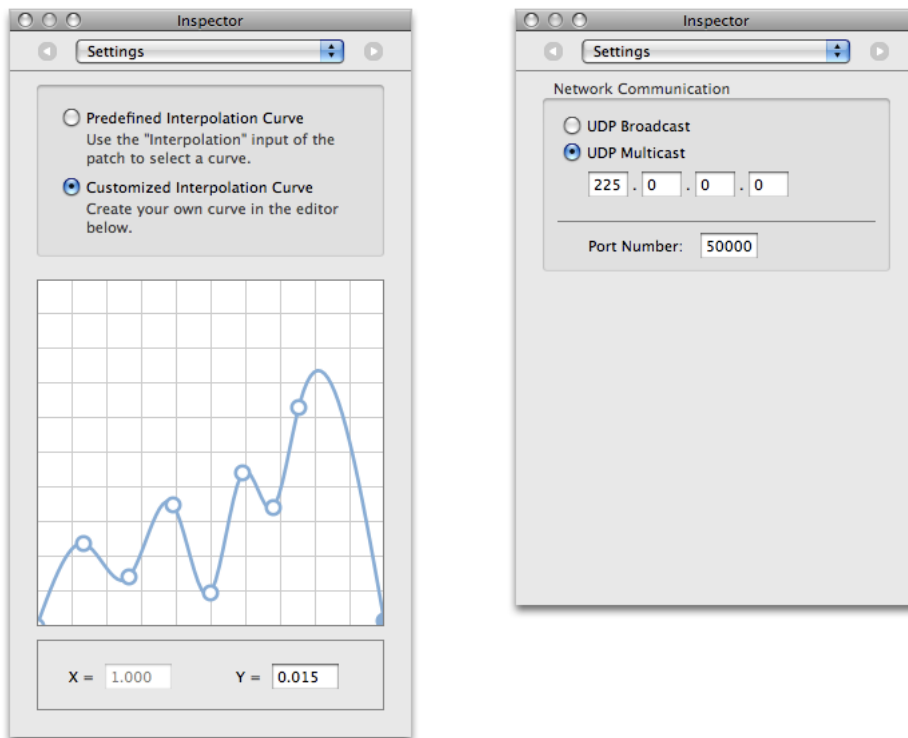 Inspector
Settings
Predefined Interpolation Curve
Use the "Interpolation" input of the
patch to select a curve.
Customized Interpolation Curve
Create your own curve in the editor
below.
X = 1.000 Y = 0.015
Inspector
Settings
Network Communication
UDP Broadcast
UDP Multicast
225 . 0 . 0 . 0
Port Number: 50000